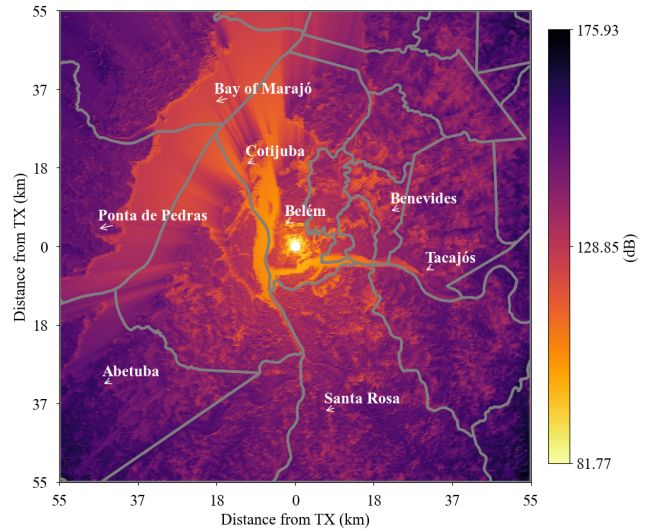 55
37
18
0
18
37
55
Distance from TX (km)
Bay of Marajó
Cotijuba
Ponta de Pedras
Belém
Benevides
Tacajós
Abetuba
Santa Rosa
55
37
18
0
18
37
55
Distance from TX (km)
175.93
128.85
81.77
(dB)